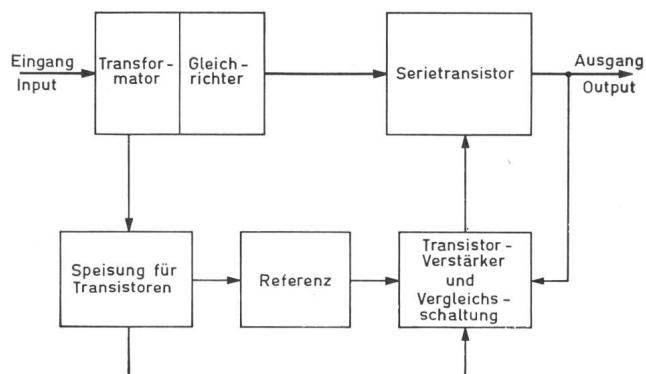 Eingang
Input
Transfor-
mator
Gleich-
richter
Serietransistor
Ausgang
Output
Speisung für
Transistoren
Referenz
Transistor-
Verstärker
und
Vergleichs-
schaltung